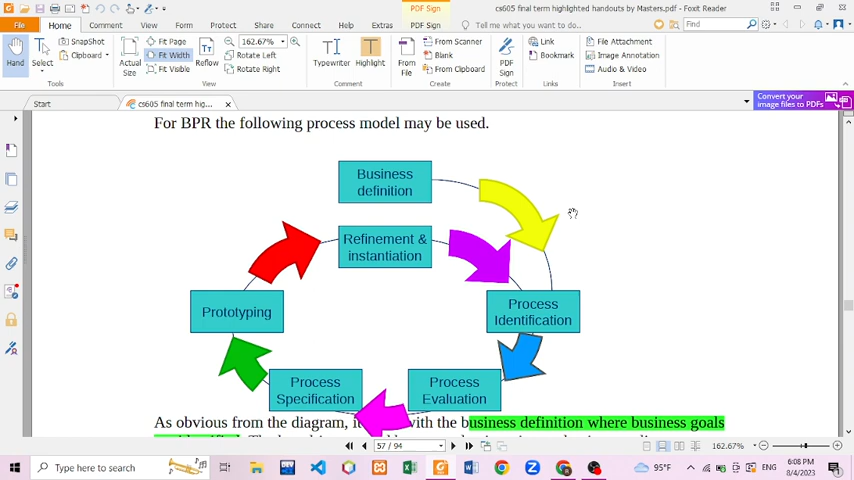 PDF Sign
cs605 final term highlighted handouts by Masters.pdf - Foxit Reader
File Home Comment View Form Protect Share Connect Help Extras PDF Sign Tell me what you want to do... Find
Hand
Select
SnapShot
Clipboard
Tools
Actual Size
Fit Page
Fit Width
Fit Visible
Reflow
162.67%
Rotate Left
Rotate Right
View
Typewriter
Highlight
Comment
From File
From Scanner
Blank
From Clipboard
Create
PDF Sign
Protect
Link
Bookmark
Links
File Attachment
Image Annotation
Audio & Video
Insert
Start
cs605 final term hig...
Convert your
image files to PDFs
For BPR the following process model may be used.
Business
definition
Refinement &
instantiation
Prototyping
Process
Identification
Process
Specification
Process
Evaluation
As obvious from the diagram, it with the business definition where business goals
57 / 94
162.67%
Type here to search
95°F
ENG
6:08 PM
8/4/2023